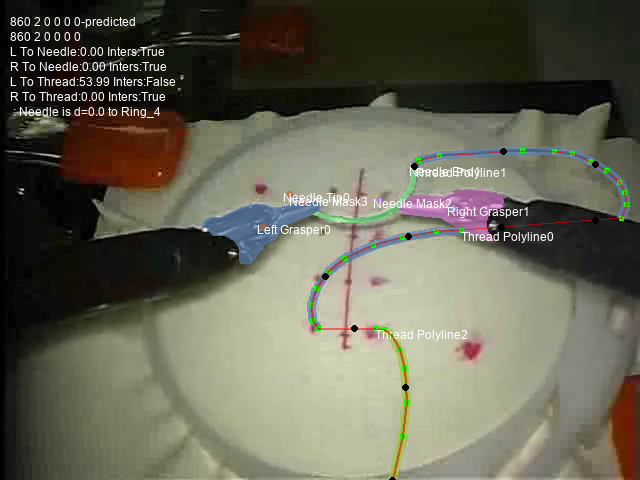 860 2 0 0 0 0-predicted
860 2 0 0 0 0
L To Needle:0.00 Inters:True
R To Needle:0.00 Inters:True
L To Thread:53.99 Inters:False
R To Thread:0.00 Inters:True
: Needle is d=0.0 to Ring_4
Thread Polyline1
Needle Tip0
Needle Mask3
Needle Mask2
Right Grasper1
Left Grasper0
Thread Polyline0
Thread Polyline2